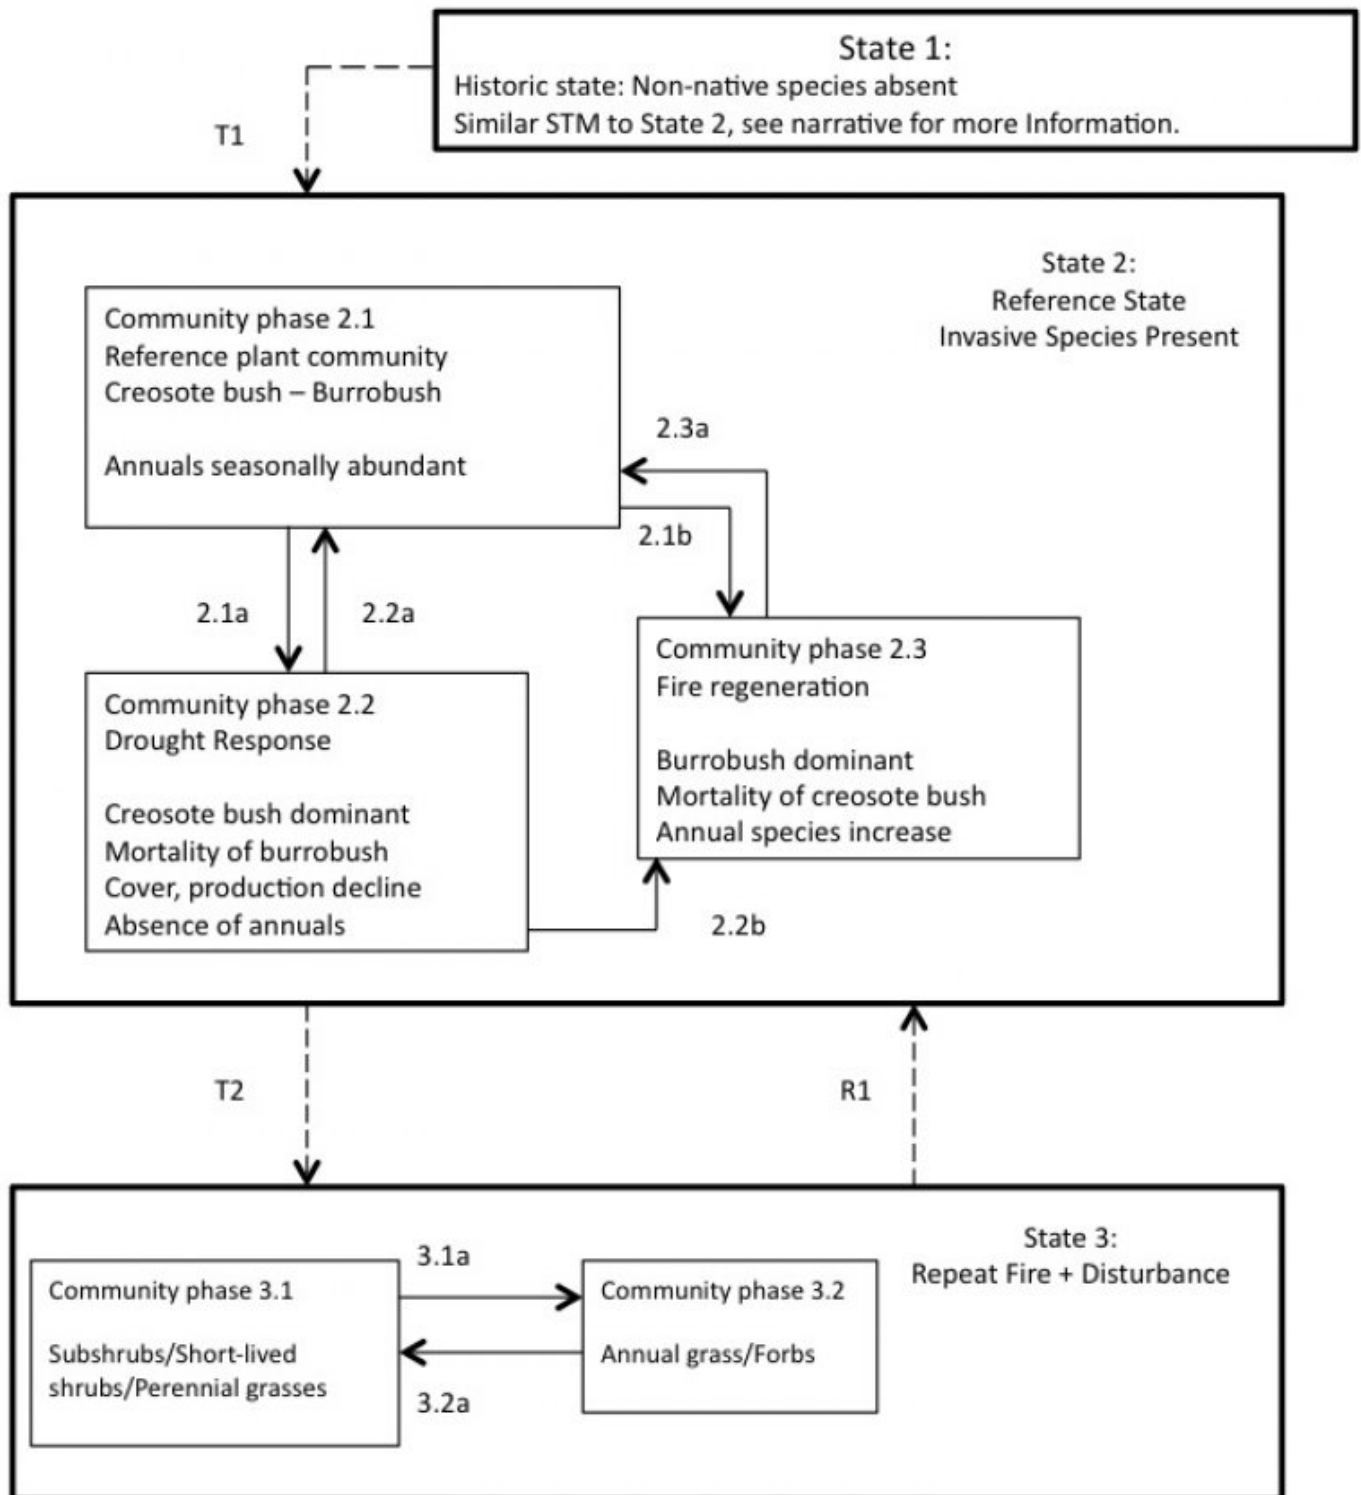 State 1:
Historic state: Non-native species absent
Similar STM to State 2, see narrative for more Information.
T1
State 2:
Reference State
Invasive Species Present
Community phase 2.1
Reference plant community
Creosote bush – Burrobush
Annuals seasonally abundant
2.3a
2.1b
2.1a
2.2a
Community phase 2.3
Fire regeneration
Burrobush dominant
Mortality of creosote bush
Annual species increase
Community phase 2.2
Drought Response
Creosote bush dominant
Mortality of burrobush
Cover, production decline
Absence of annuals
2.2b
T2
R1
State 3:
Repeat Fire + Disturbance
3.1a
Community phase 3.1
Subshrubs/Short-lived
shrubs/Perennial grasses
Community phase 3.2
Annual grass/Forbs
3.2a